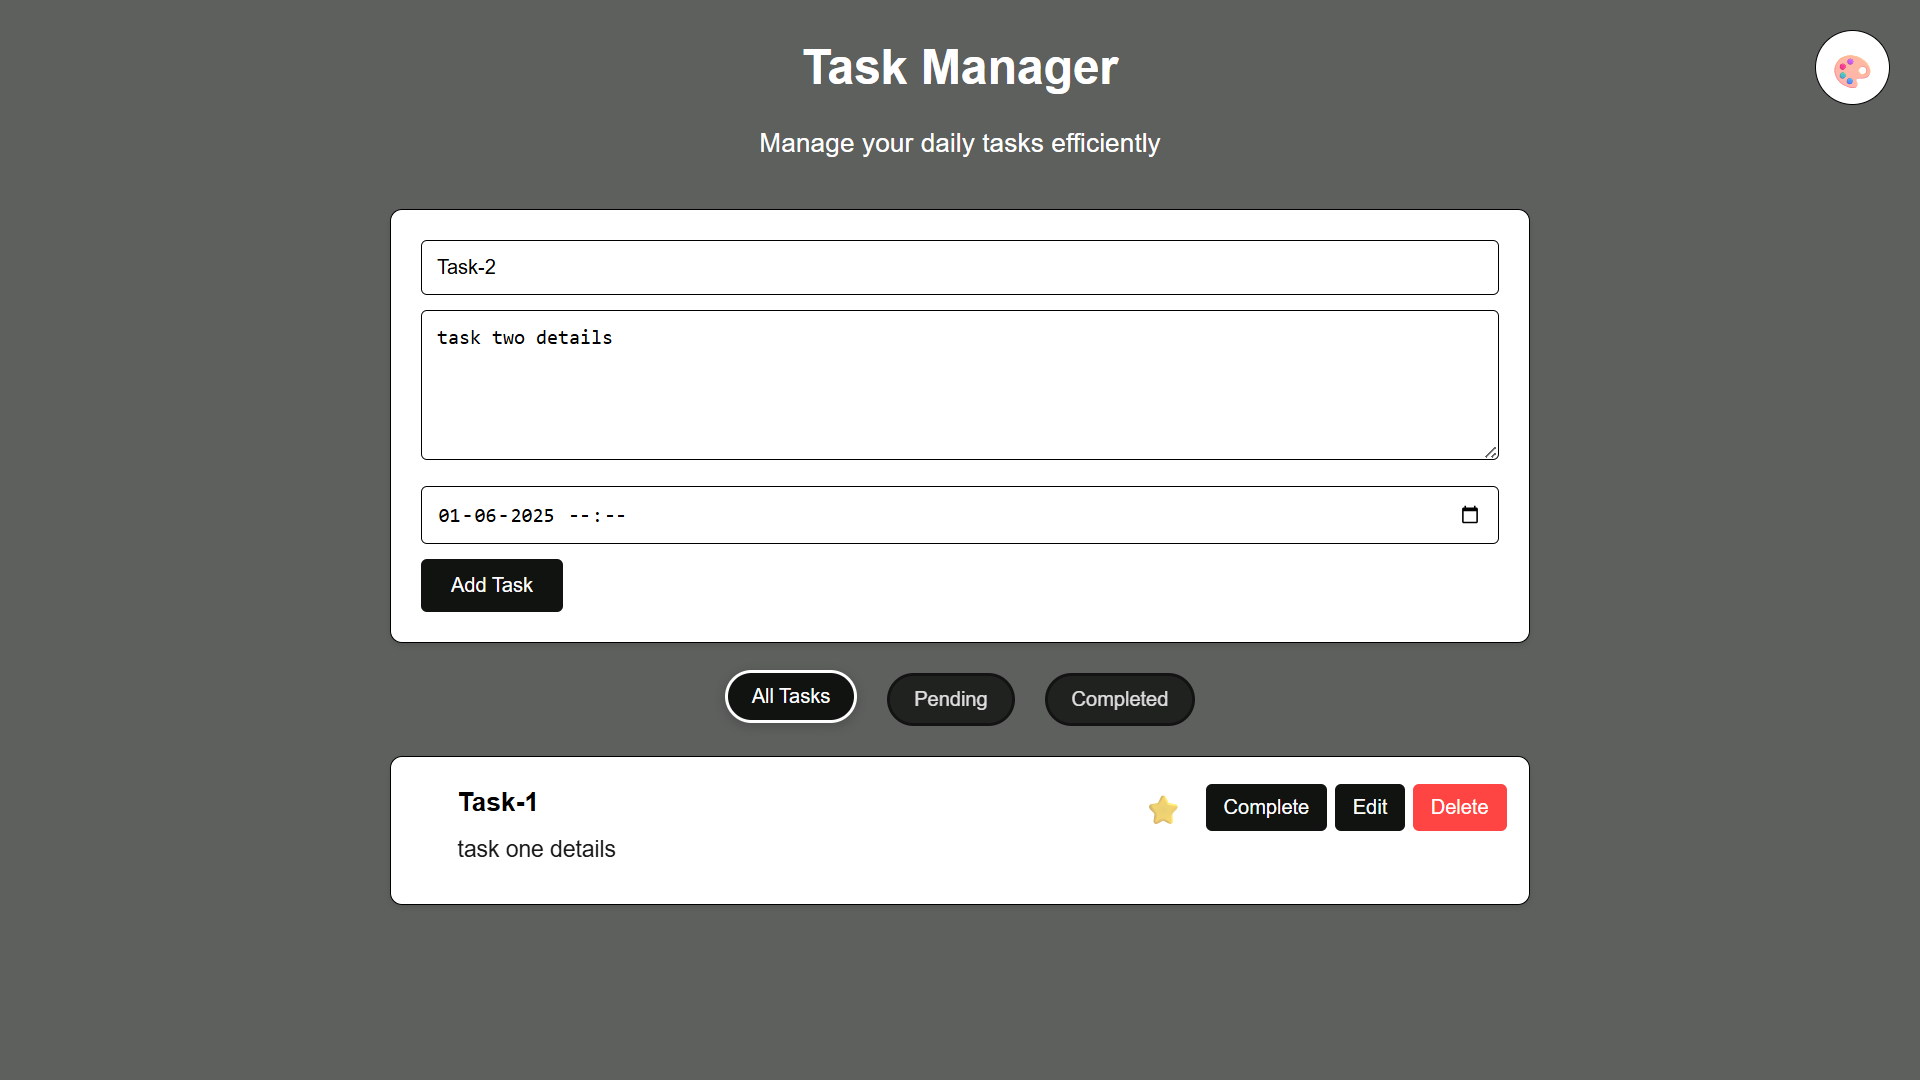 Task Manager
Manage your daily tasks efficiently
Task-2
task two details
01-06-2025 --:--
Add Task
All Tasks
Pending
Completed
Task-1
Complete
Edit
Delete
task one details